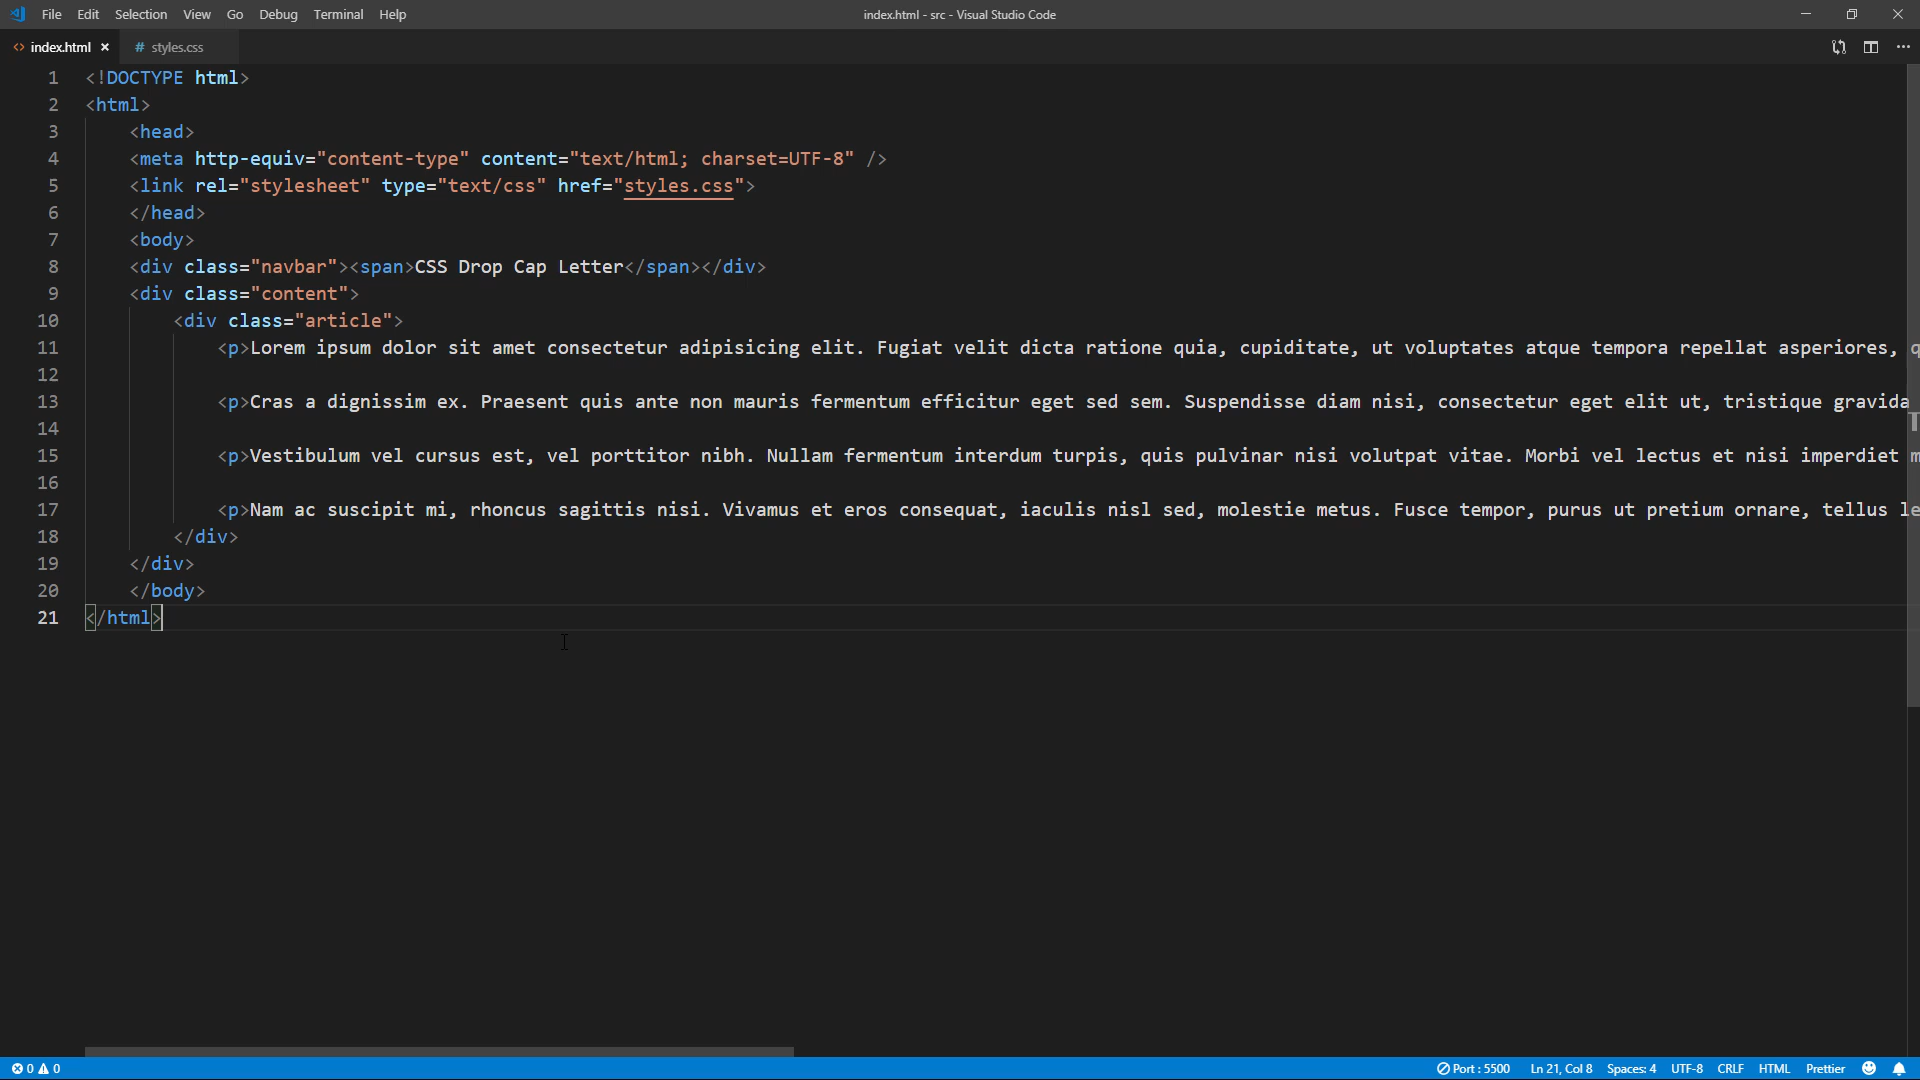 File Edit Selection View Go Debug Terminal Help index.html - src - Visual Studio Code
index.html # styles.css
1 <!DOCTYPE html>
2 <html>
3 <head>
4 <meta http-equiv="content-type" content="text/html; charset=UTF-8" />
5 <link rel="stylesheet" type="text/css" href="styles.css">
6 </head>
7 <body>
8 <div class="navbar"><span>CSS Drop Cap Letter</span></div>
9 <div class="content">
10 <div class="article">
11 <p>Lorem ipsum dolor sit amet consectetur adipisicing elit. Fugiat velit dicta ratione quia, cupiditate, ut voluptates atque tempora repellat asperiores,
12
13 <p>Cras a dignissim ex. Praesent quis ante non mauris fermentum efficitur eget sed sem. Suspendisse diam nisi, consectetur eget elit ut, tristique gravida
14
15 <p>Vestibulum vel cursus est, vel porttitor nibh. Nullam fermentum interdum turpis, quis pulvinar nisi volutpat vitae. Morbi vel lectus et nisi imperdiet
16
17 <p>Nam ac suscipit mi, rhoncus sagittis nisi. Vivamus et eros consequat, iaculis nisl sed, molestie metus. Fusce tempor, purus ut pretium ornare, tellus le
18 </div>
19 </div>
20 </body>
21 </html>
0 0 Port : 5500 Ln 21, Col 8 Spaces: 4 UTF-8 CRLF HTML Prettier